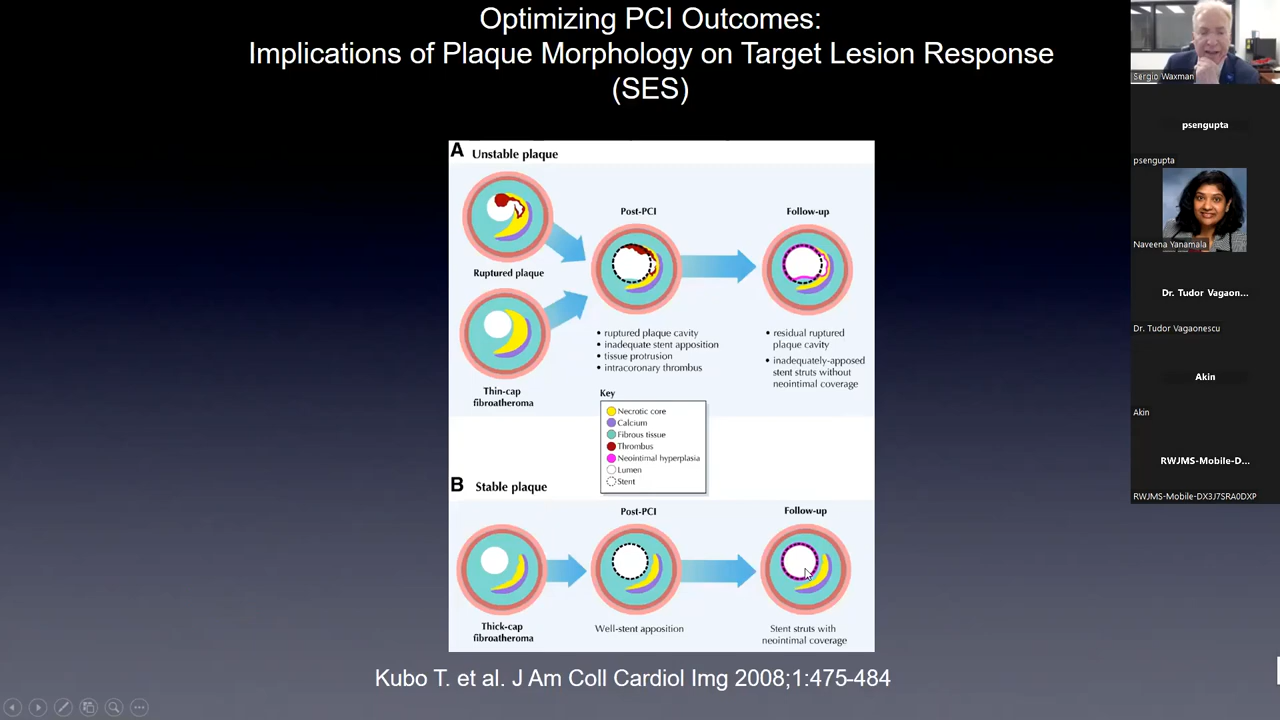 Optimizing PCI Outcomes:
Implications of Plaque Morphology on Target Lesion Response
(SES)
A Unstable plaque
Ruptured plaque
Thin-cap
fibroatheroma
Post-PCI
• ruptured plaque cavity
• inadequate stent apposition
• tissue protrusion
• intracoronary thrombus
Follow-up
• residual ruptured
plaque cavity
• inadequately-apposed
stent struts without
neointimal coverage
Key
Necrotic core
Calcium
Fibrous tissue
Thrombus
Neointimal hyperplasia
Lumen
Stent
B Stable plaque
Thick-cap
fibroatheroma
Post-PCI
Well-stent apposition
Follow-up
Stent struts with
neointimal coverage
Kubo T. et al. J Am Coll Cardiol Img 2008;1:475-484
Sergio Waxman
psengupta
psengupta
Naveena Yanamala
Dr. Tudor Vagaon...
Dr. Tudor Vagaonescu
Akin
Akin
RWJMS-Mobile-D...
RWJMS-Mobile-DX3J7SRA0DXP